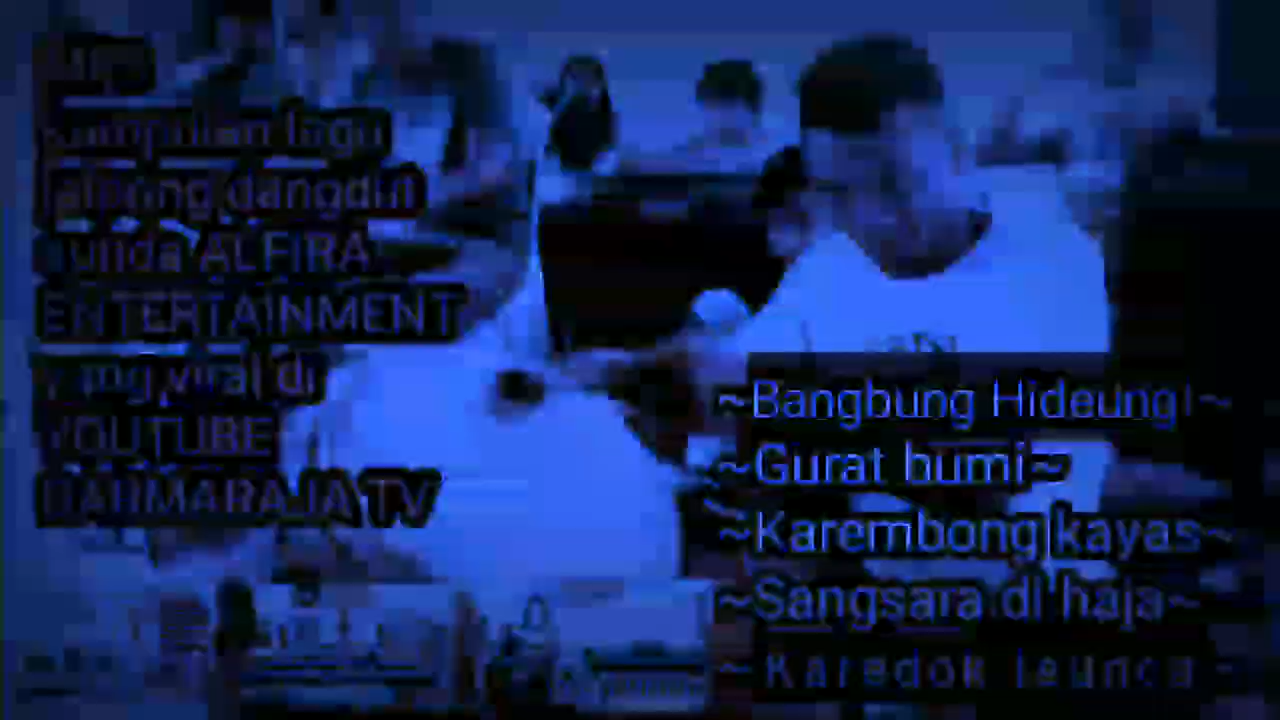 Kumpulan lagu
jaipong dangdut
sunda ALFIRA
ENTERTAINMENT
yang viral di
YOUTUBE
DARMARAJA TV
~Bangbung Hideung!~
~Gurat bumi~
~Karembong kayas~
~Sangsara di haja~
~Karedok leunca~